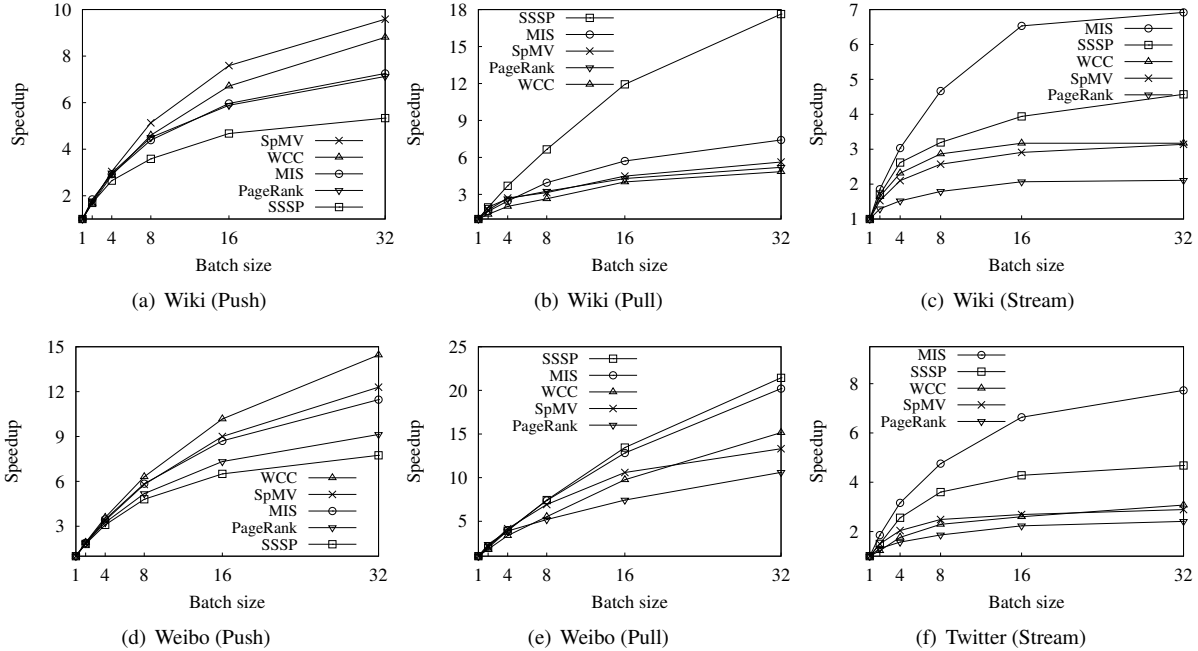 10
8
6
4
2
1
4
8
16
32
Speedup
Batch size
SpMV
WCC
MIS
PageRank
SSSP
(a) Wiki (Push)
18
15
12
9
6
3
1
4
8
16
32
Speedup
Batch size
SSSP
MIS
SpMV
PageRank
WCC
(b) Wiki (Pull)
7
6
5
4
3
2
1
1
4
8
16
32
Speedup
Batch size
MIS
SSSP
WCC
SpMV
PageRank
(c) Wiki (Stream)
15
12
9
6
3
1
4
8
16
32
Speedup
Batch size
WCC
SpMV
MIS
PageRank
SSSP
(d) Weibo (Push)
25
20
15
10
5
1
4
8
16
32
Speedup
Batch size
SSSP
MIS
WCC
SpMV
PageRank
(e) Weibo (Pull)
8
6
4
2
1
4
8
16
32
Speedup
Batch size
MIS
SSSP
WCC
SpMV
PageRank
(f) Twitter (Stream)